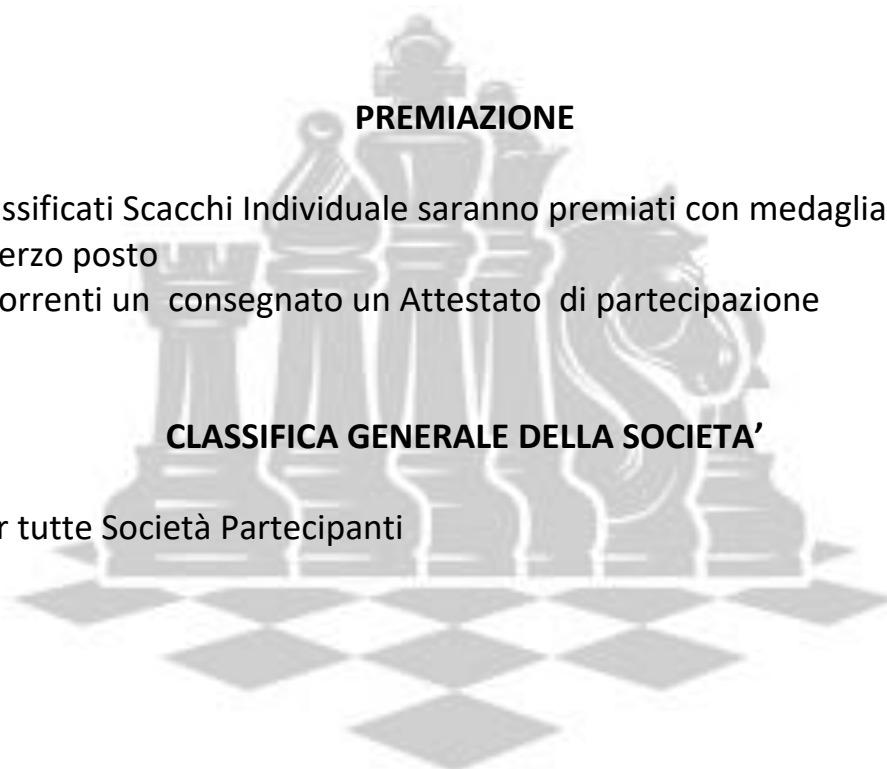 PREMIAZIONE
ssificati Scacchi Individuale saranno premiati con medaglia
erzo posto
orrenti un consegnato un Attestato di partecipazione
CLASSIFICA GENERALE DELLA SOCIETA’
r tutte Società Partecipanti